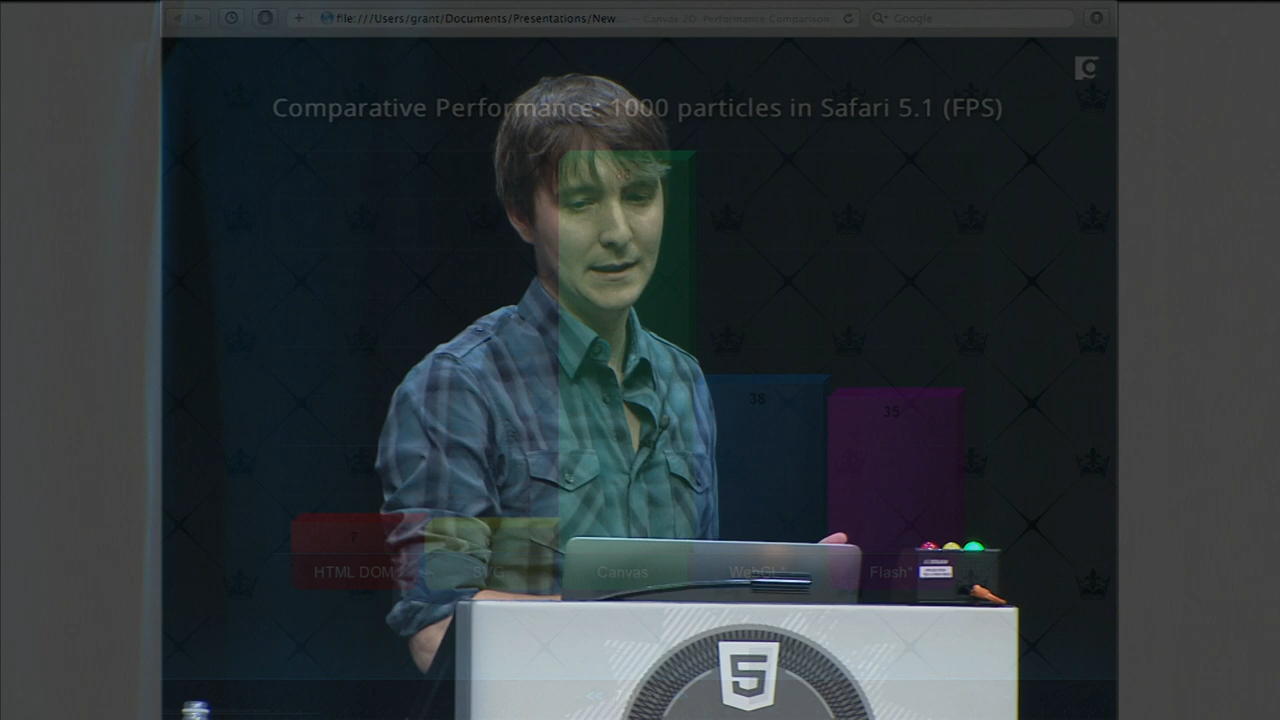 file:///Users/grant/Documents/Presentations/New... — Canvas 2D: Performance Comparison
Google
Comparative Performance: 1000 particles in Safari 5.1 (FPS)
38
35
7
HTML DOM
SVG
Canvas
WebGL*
Flash*
5